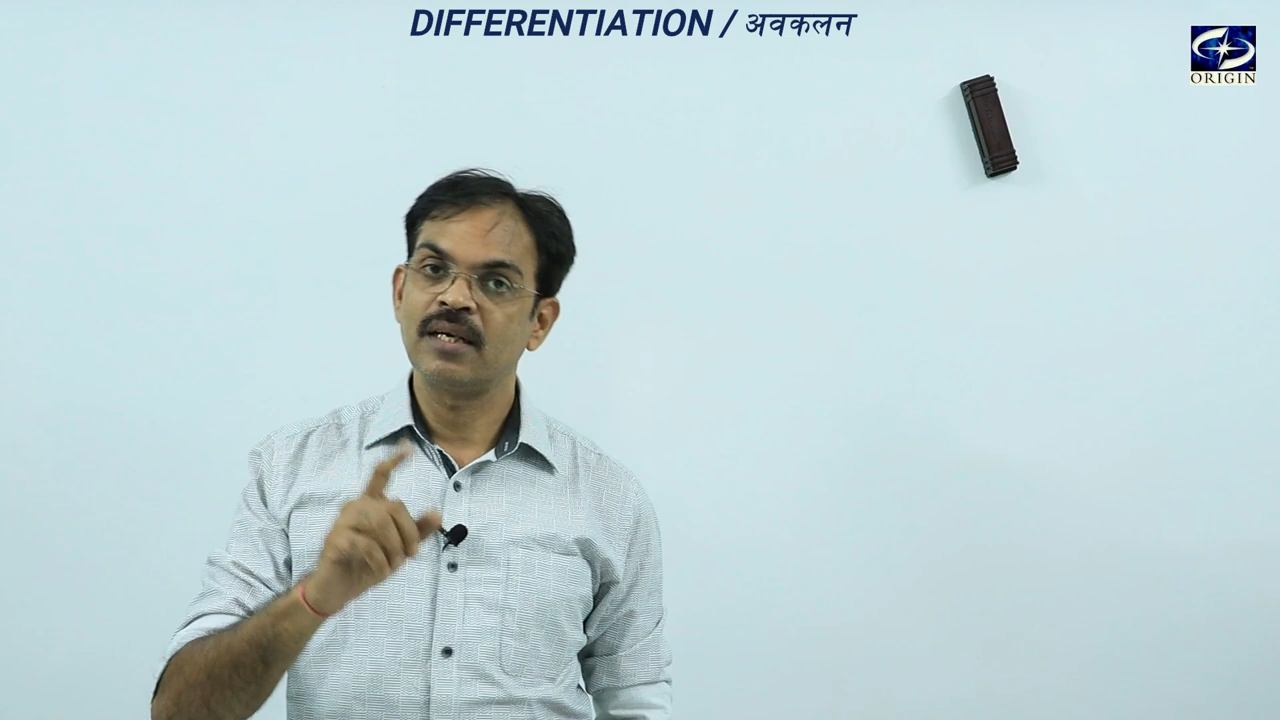 DIFFERENTIATION / अवकलन
ORIGIN